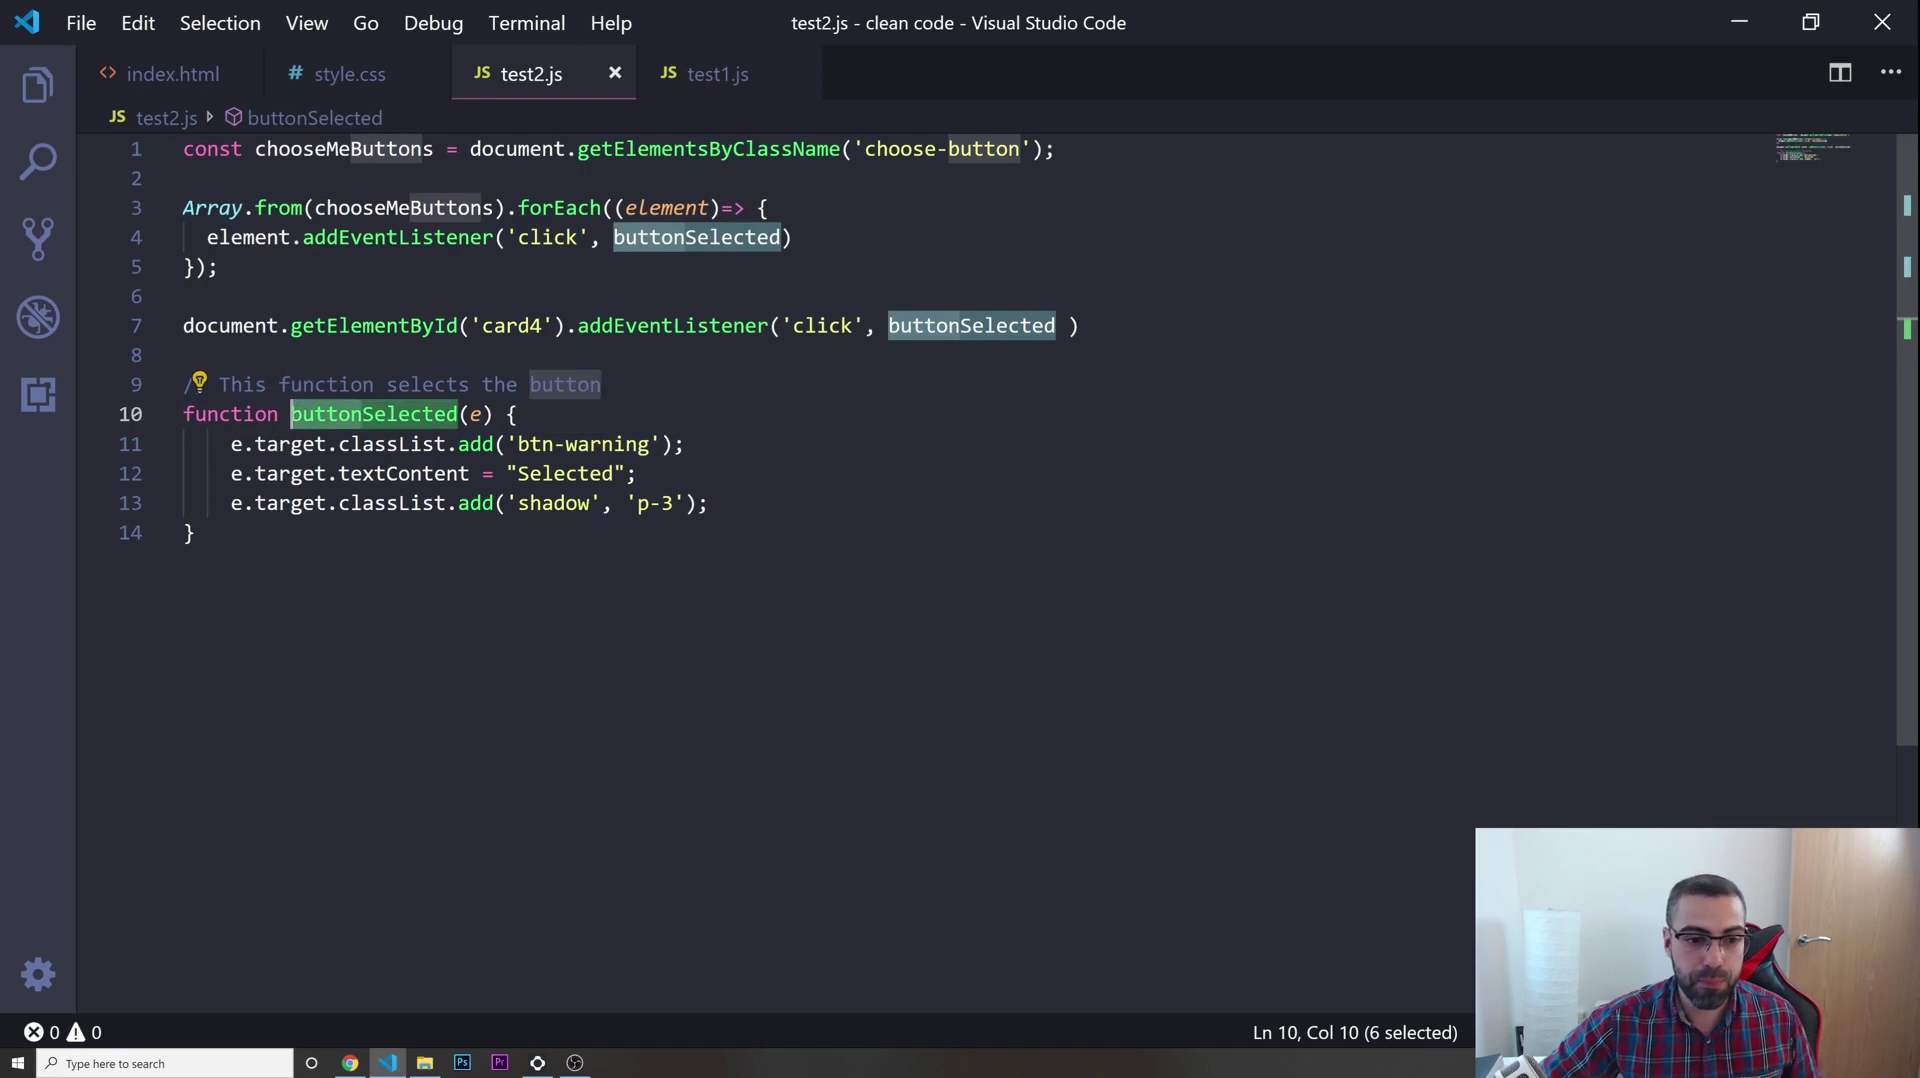 File Edit Selection View Go Debug Terminal Help
test2.js - clean code - Visual Studio Code
<> index.html
# style.css
JS test2.js ×
JS test1.js
JS test2.js buttonSelected
1 const chooseMeButtons = document.getElementsByClassName('choose-button');
2
3 Array.from(chooseMeButtons).forEach((element)=> {
4 element.addEventListener('click', buttonSelected)
5 });
6
7 document.getElementById('card4').addEventListener('click', buttonSelected )
8
9 / This function selects the button
10 function buttonSelected(e) {
11 e.target.classList.add('btn-warning');
12 e.target.textContent = "Selected";
13 e.target.classList.add('shadow', 'p-3');
14 }
0 0
Ln 10, Col 10 (6 selected)
Type here to search
Ps
Pr